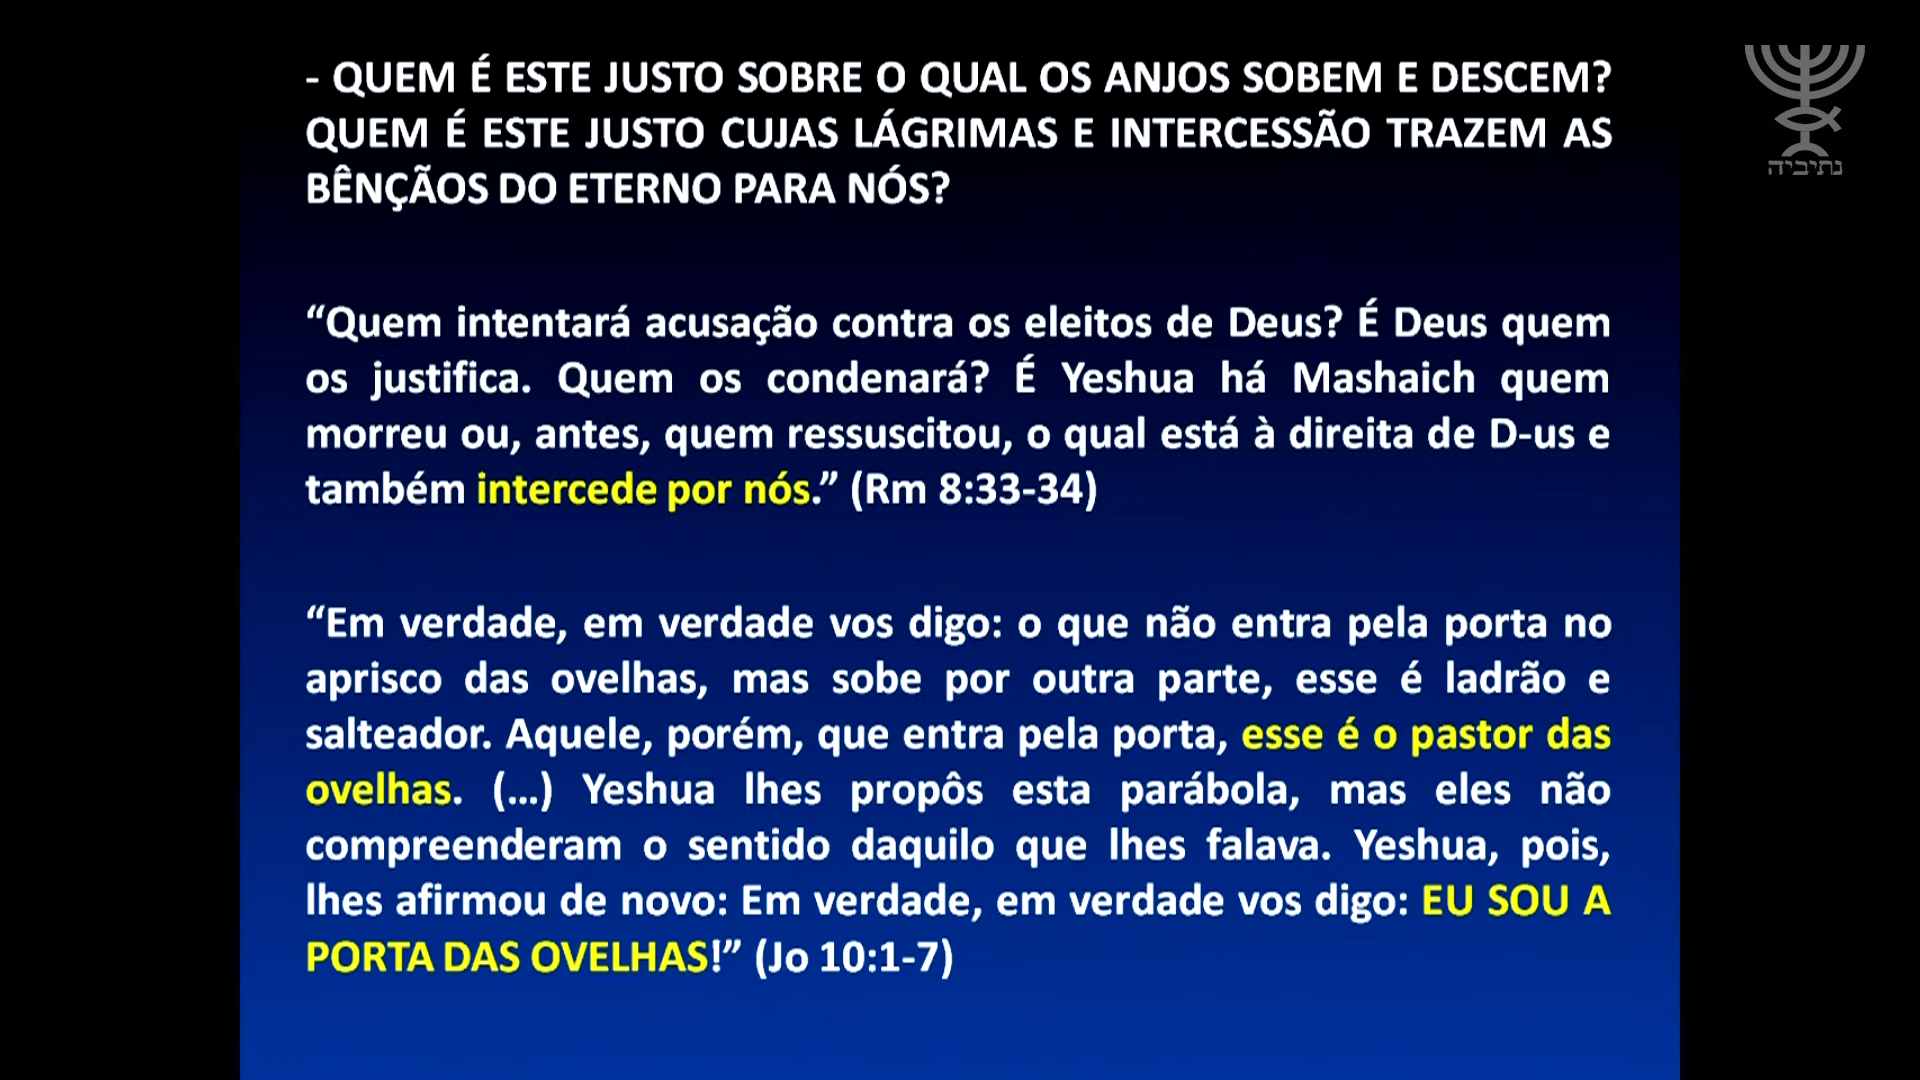 - QUEM É ESTE JUSTO SOBRE O QUAL OS ANJOS SOBEM E DESCEM?
QUEM É ESTE JUSTO CUJAS LÁGRIMAS E INTERCESSÃO TRAZEM AS
BÊNÇÃOS DO ETERNO PARA NÓS?
נתיביה
“Quem intentará acusação contra os eleitos de Deus? É Deus quem
os justifica. Quem os condenará? É Yeshua há Mashaich quem
morreu ou, antes, quem ressuscitou, o qual está à direita de D-us e
também intercede por nós.” (Rm 8:33-34)
“Em verdade, em verdade vos digo: o que não entra pela porta no
aprisco das ovelhas, mas sobe por outra parte, esse é ladrão e
salteador. Aquele, porém, que entra pela porta, esse é o pastor das
ovelhas. (...) Yeshua lhes propôs esta parábola, mas eles não
compreenderam o sentido daquilo que lhes falava. Yeshua, pois,
lhes afirmou de novo: Em verdade, em verdade vos digo: EU SOU A
PORTA DAS OVELHAS!” (Jo 10:1-7)